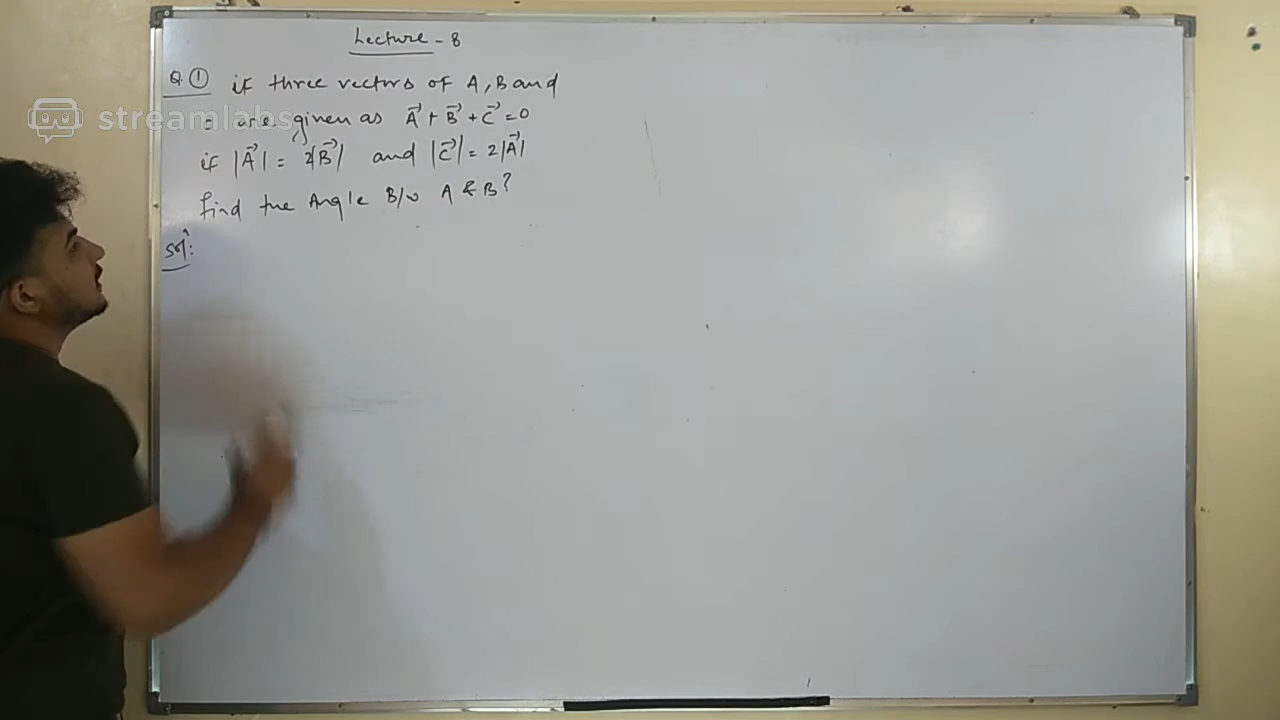 Lecture - 8
Q ① if three vectors of A, B and
are given as A⃗ + B⃗ + C⃗ = 0
streamlabs
if |A⃗| = 2|B⃗| and |C⃗| = 2|A⃗|
find the Angle B/w A & B?
Sol: